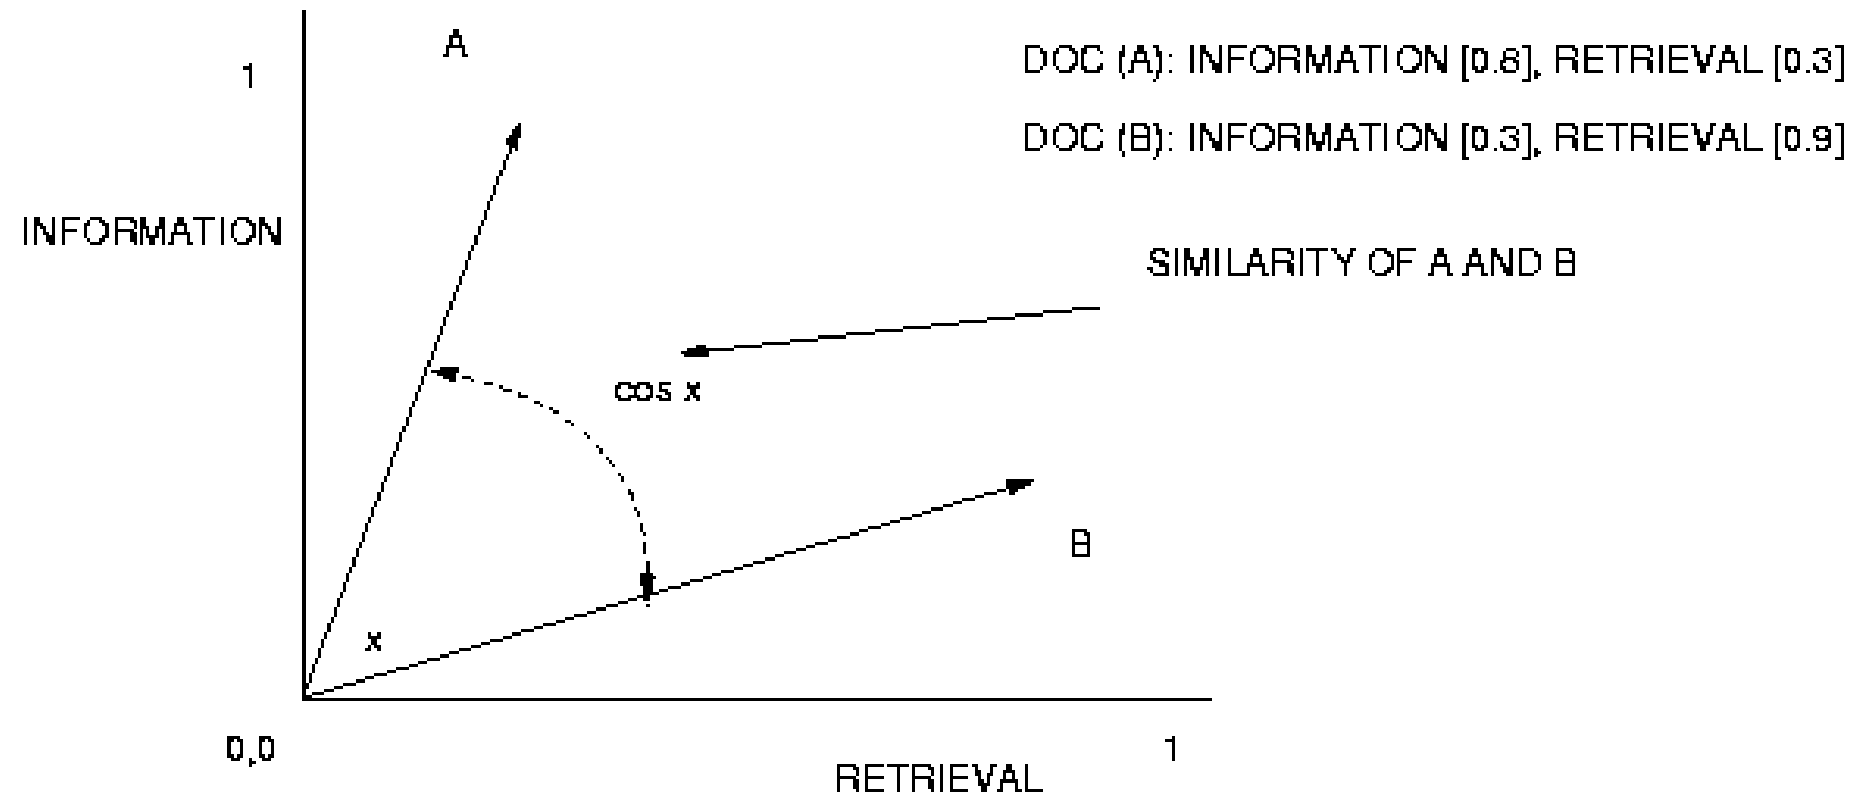 A
1
DOC (A): INFORMATION [0.8], RETRIEVAL [0.3]
DOC (B): INFORMATION [0.3], RETRIEVAL [0.9]
INFORMATION
SIMILARITY OF A AND B
cos x
B
x
0,0
1
RETRIEVAL